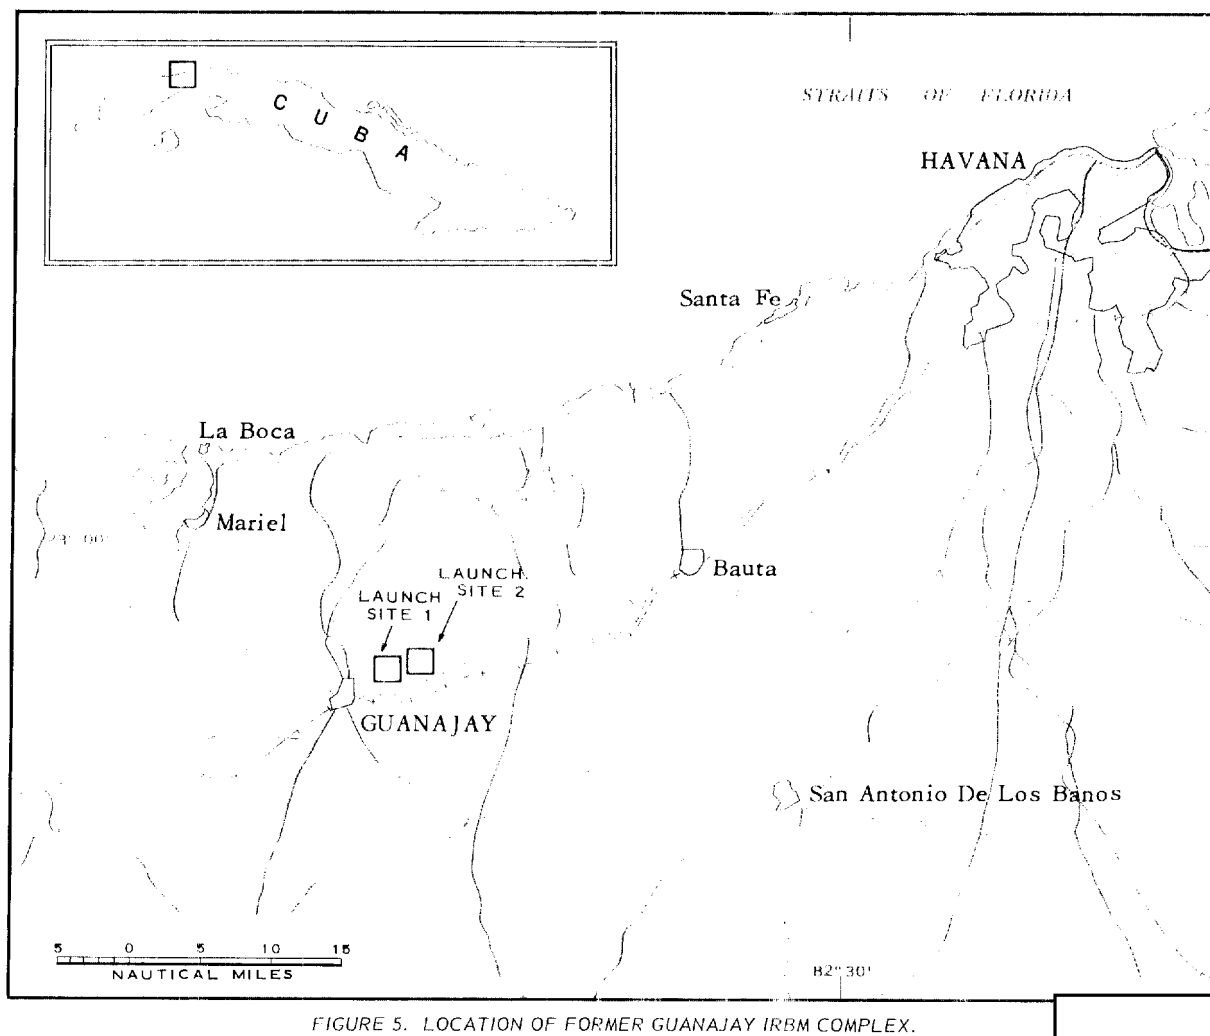 C U B A
STRAITS OF FLORIDA
HAVANA
Santa Fe
La Boca
Mariel
Bauta
LAUNCH
SITE 2
LAUNCH
SITE 1
GUANAJAY
San Antonio De Los Banos
5 0 5 10 15
NAUTICAL MILES
82° 30'
FIGURE 5. LOCATION OF FORMER GUANAJAY IRBM COMPLEX.